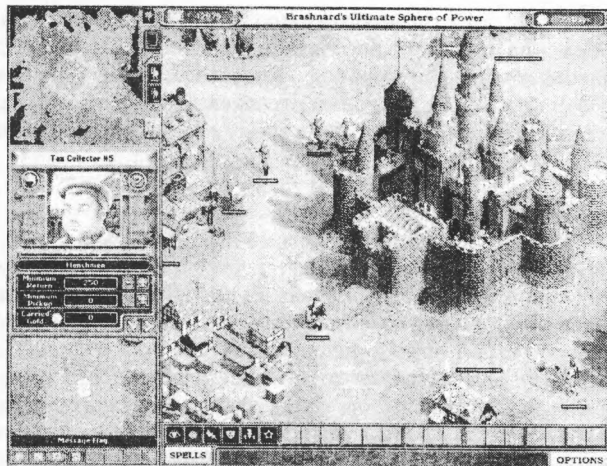 Brashnard's Ultimate Sphere of Power
Tax Collector #5
Henchman
Minimum
Return
250
Minimum
Pickup
0
Carried
Gold
0
Message Flag
SPELLS
OPTIONS